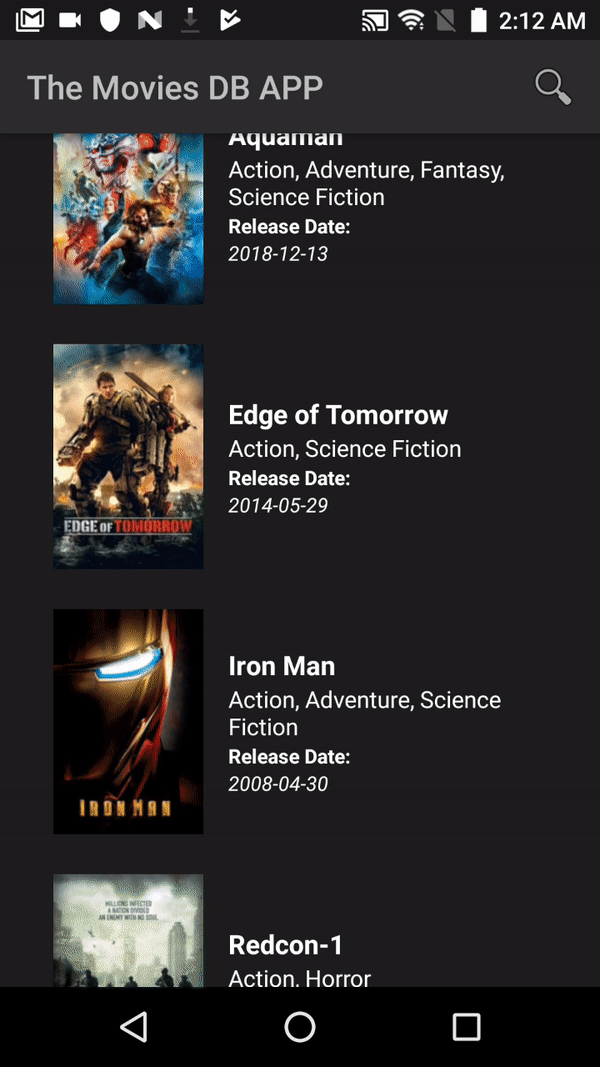 2:12 AM
The Movies DB APP
Aquaman
Action, Adventure, Fantasy,
Science Fiction
Release Date:
2018-12-13
Edge of Tomorrow
Action, Science Fiction
Release Date:
2014-05-29
EDGE OF TOMORROW
Iron Man
Action, Adventure, Science
Fiction
Release Date:
2008-04-30
IRON MAN
MILLIONS INFECTED
A NATION DIVIDED
AN ENEMY WITH NO SOUL
Redcon-1
Action, Horror